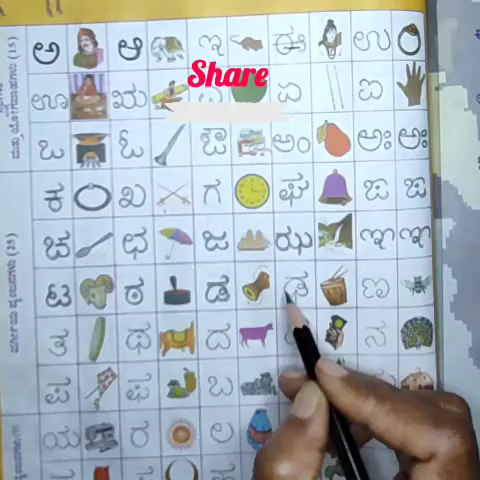 ಅ ಆ ಇ ಈ ಉ
Share
ಊ ಋ ಏ ಐ
ಒ ಓ ಔ ಅಂ ಅಃ ಅಃ
ಕ ಖ ಗ ಘ ಙ ಙ
ಚ ಛ ಜ ಝ ಞ ಞ
ಟ ಠ ಡ ಢ ಣ
ತ ಥ ದ ನ
ಪ ಫ ಬ
ಯ ರ ಲ